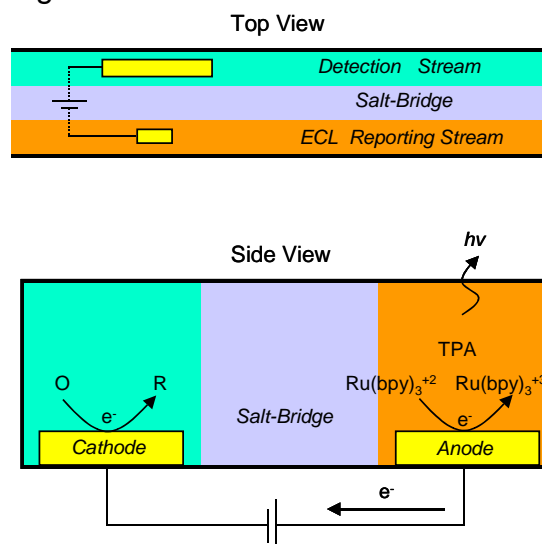 Top View
Detection Stream
Salt-Bridge
ECL Reporting Stream
Side View
hν
TPA
O R Ru(bpy)₃⁺² Ru(bpy)₃⁺³
e⁻ Salt-Bridge e⁻
Cathode Anode
e⁻